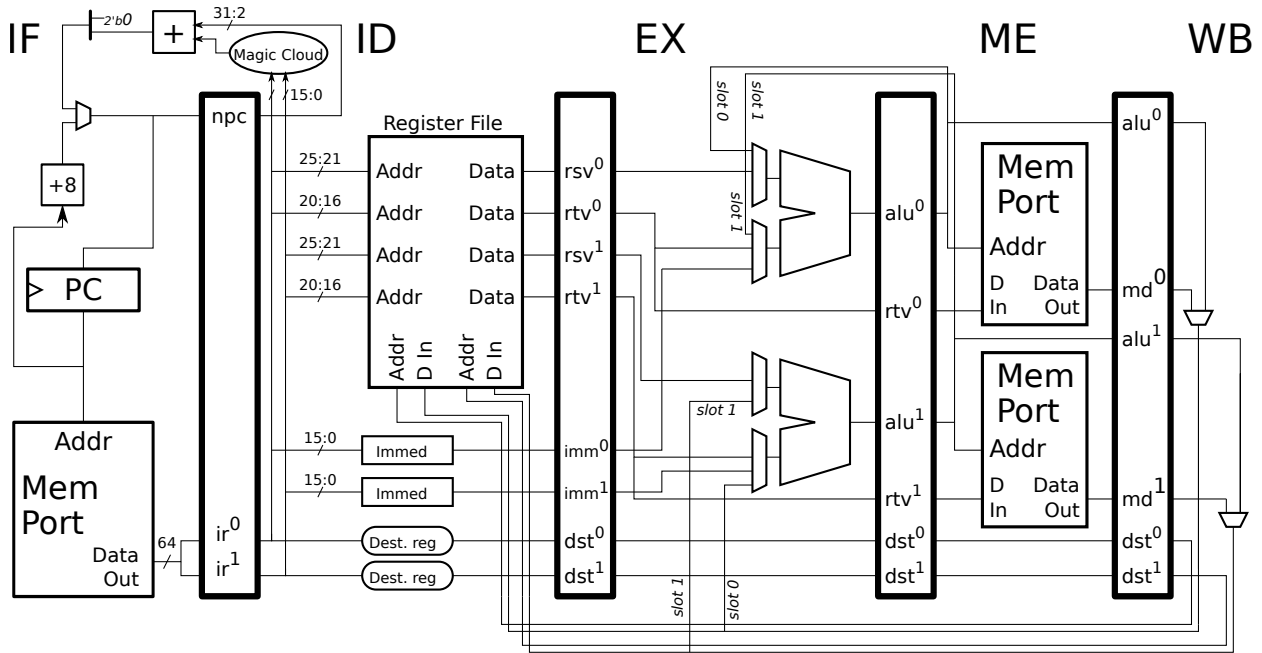 IF
ID
EX
ME
WB
2'b0
+
31:2
Magic Cloud
15:0
npc
+8
PC
Addr
Mem
Port
Data
Out
64
ir0
ir1
Register File
25:21
Addr
Data
20:16
Addr
Data
25:21
Addr
Data
20:16
Addr
Data
Addr
D In
Addr
D In
15:0
Immed
15:0
Immed
Dest. reg
Dest. reg
rsv0
rtv0
rsv1
rtv1
imm0
imm1
dst0
dst1
slot 0
slot 1
slot 1
slot 1
slot 1
slot 0
alu0
rtv0
alu1
rtv1
dst0
dst1
Mem
Port
Addr
D
In
Data
Out
Mem
Port
Addr
D
In
Data
Out
alu0
md0
alu1
md1
dst0
dst1